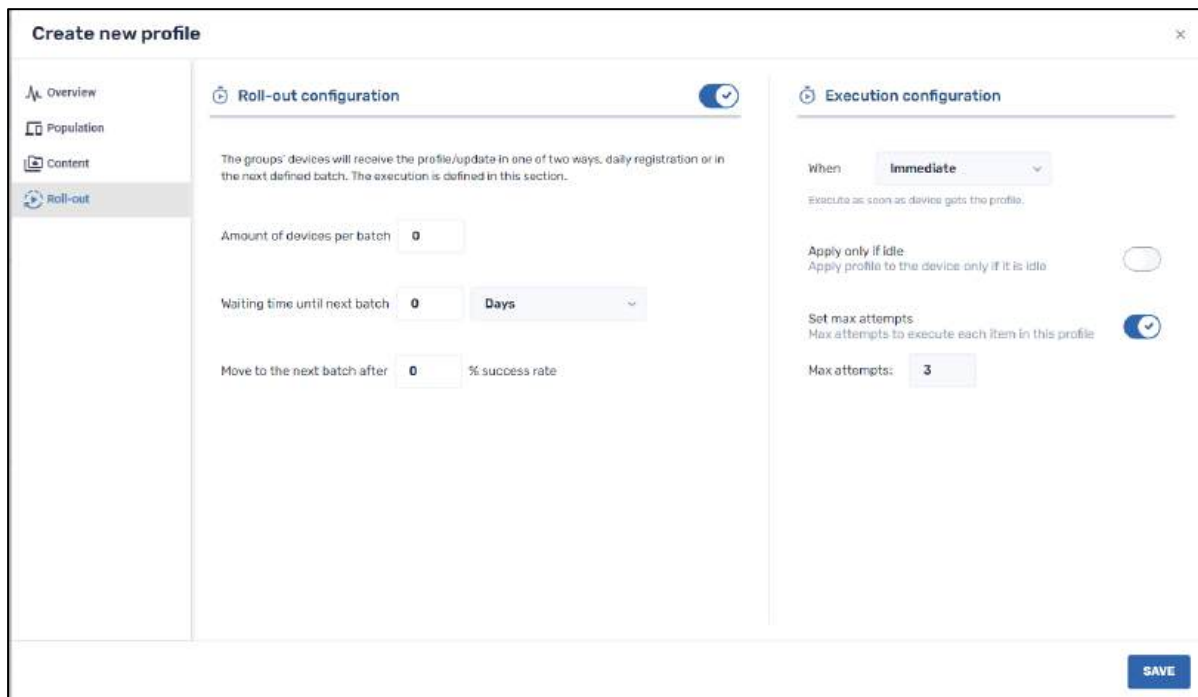 Create new profile
Overview
Population
Content
Roll-out
Roll-out configuration
The groups' devices will receive the profile/update in one of two ways, daily registration or in
the next defined batch. The execution is defined in this section.
Amount of devices per batch 0
Waiting time until next batch 0 Days
Move to the next batch after 0 % success rate
Execution configuration
When Immediate
Execute as soon as device gets the profile.
Apply only if idle
Apply profile to the device only if it is idle
Set max attempts
Max attempts to execute each item in this profile
Max attempts: 3
SAVE